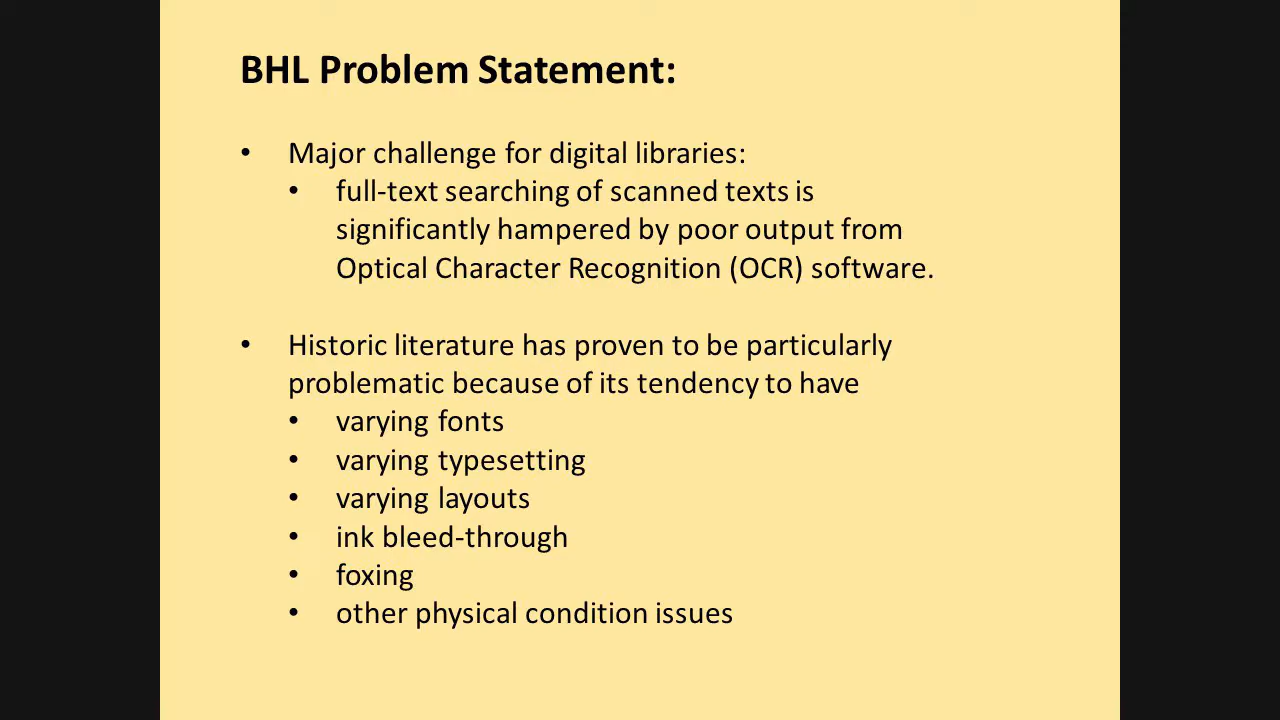 BHL Problem Statement:
• Major challenge for digital libraries:
• full-text searching of scanned texts is
significantly hampered by poor output from
Optical Character Recognition (OCR) software.
• Historic literature has proven to be particularly
problematic because of its tendency to have
• varying fonts
• varying typesetting
• varying layouts
• ink bleed-through
• foxing
• other physical condition issues